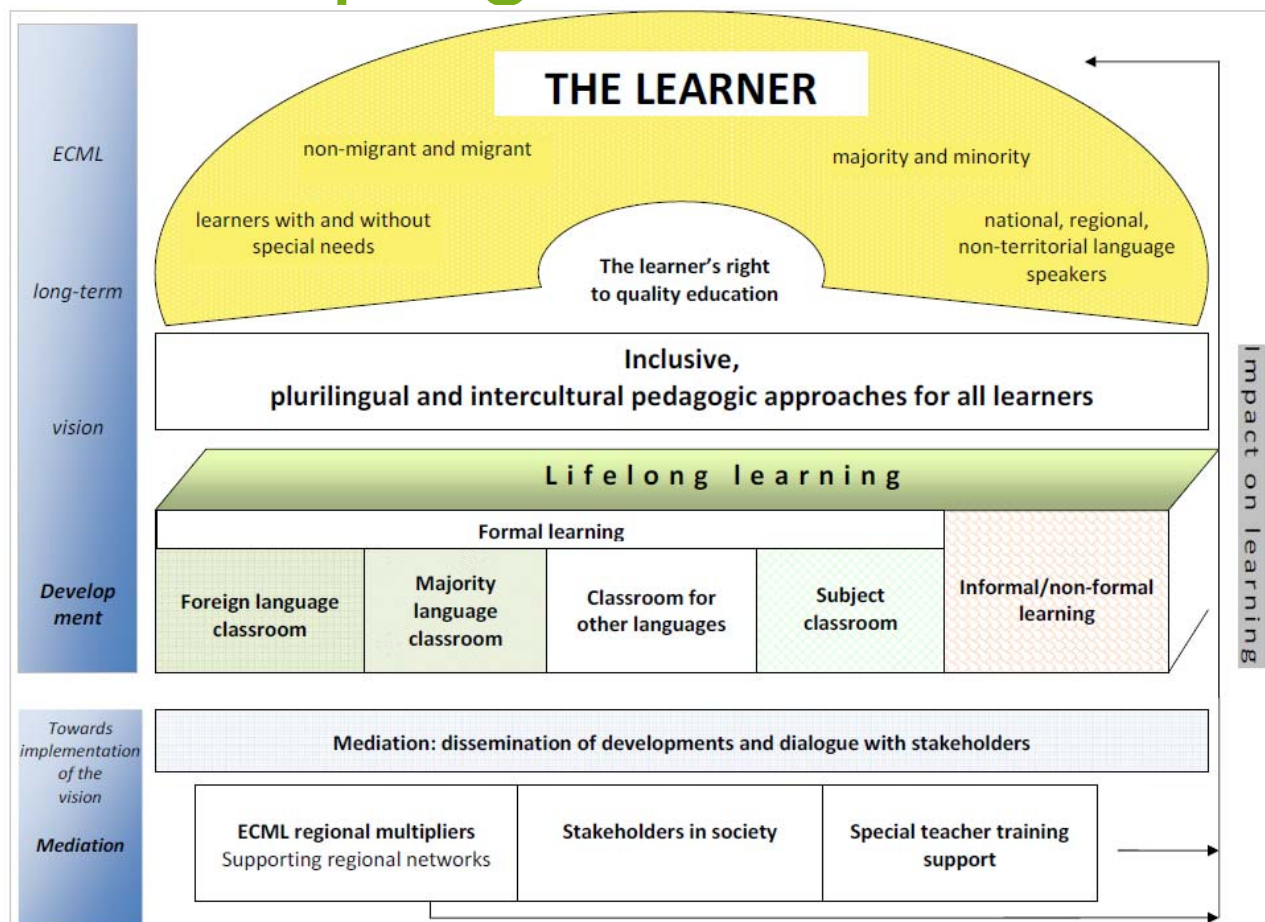 THE LEARNER
non-migrant and migrant
majority and minority
learners with and without
special needs
national, regional,
non-territorial language
speakers
The learner's right
to quality education
Inclusive,
plurilingual and intercultural pedagogic approaches for all learners
Lifelong learning
Formal learning
Foreign language
classroom
Majority
language
classroom
Classroom for
other languages
Subject
classroom
Informal/non-formal
learning
ECML
long-term
vision
Develop
ment
Impact on learning
Towards
implementation
of the
vision
Mediation
Mediation: dissemination of developments and dialogue with stakeholders
ECML regional multipliers
Supporting regional networks
Stakeholders in society
Special teacher training
support